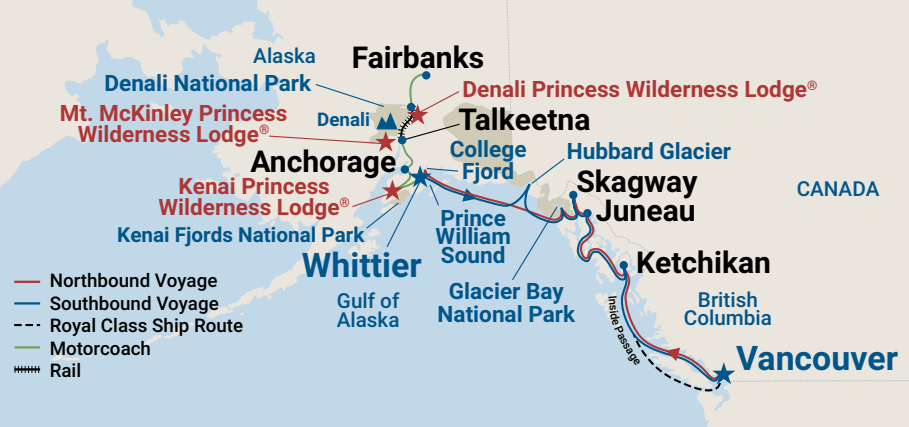 Fairbanks
Alaska
Denali National Park
Denali Princess Wilderness Lodge®
Mt. McKinley Princess
Wilderness Lodge®
Denali
Talkeetna
College
Fjord
Hubbard Glacier
Anchorage
Kenai Princess
Wilderness Lodge®
Skagway
CANADA
Juneau
Kenai Fjords National Park
Prince
William
Sound
Whittier
Ketchikan
Glacier Bay
National Park
Gulf of
Alaska
British
Columbia
Inside Passage
Vancouver
Northbound Voyage
Southbound Voyage
Royal Class Ship Route
Motorcoach
Rail